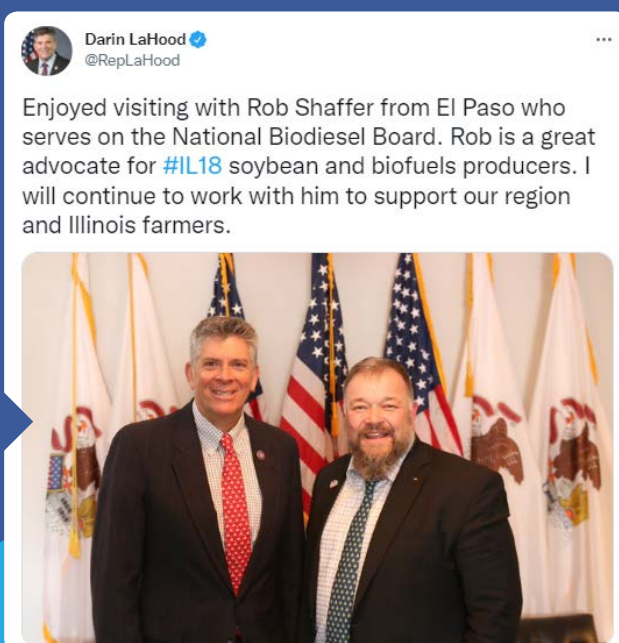 Darin LaHood
@RepLaHood
Enjoyed visiting with Rob Shaffer from El Paso who
serves on the National Biodiesel Board. Rob is a great
advocate for #IL18 soybean and biofuels producers. I
will continue to work with him to support our region
and Illinois farmers.